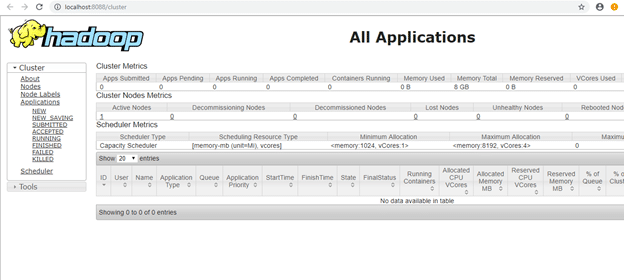 localhost:8088/cluster
hadoop
All Applications
Cluster
About
Nodes
Node Labels
Applications
NEW
NEW_SAVING
SUBMITTED
ACCEPTED
RUNNING
FINISHED
FAILED
KILLED
Scheduler
Tools
Cluster Metrics
Apps Submitted Apps Pending Apps Running Apps Completed Containers Running Memory Used Memory Total Memory Reserved VCores Used
0 0 0 0 0 0 B 8 GB 0 B 0
Cluster Nodes Metrics
Active Nodes Decommissioning Nodes Decommissioned Nodes Lost Nodes Unhealthy Nodes Rebooted Nod
1 0 0 0 0 0
Scheduler Metrics
Scheduler Type Scheduling Resource Type Minimum Allocation Maximum Allocation Maximu
Capacity Scheduler [memory-mb (unit=Mi), vcores] <memory:1024, vCores:1> <memory:8192, vCores:4> 0
Show 20 entries
ID User Name Application Type Queue Application Priority StartTime FinishTime State FinalStatus Running Containers Allocated CPU VCores Allocated Memory MB Reserved CPU VCores Reserved Memory MB % of Queue % of Clus
No data available in table
Showing 0 to 0 of 0 entries